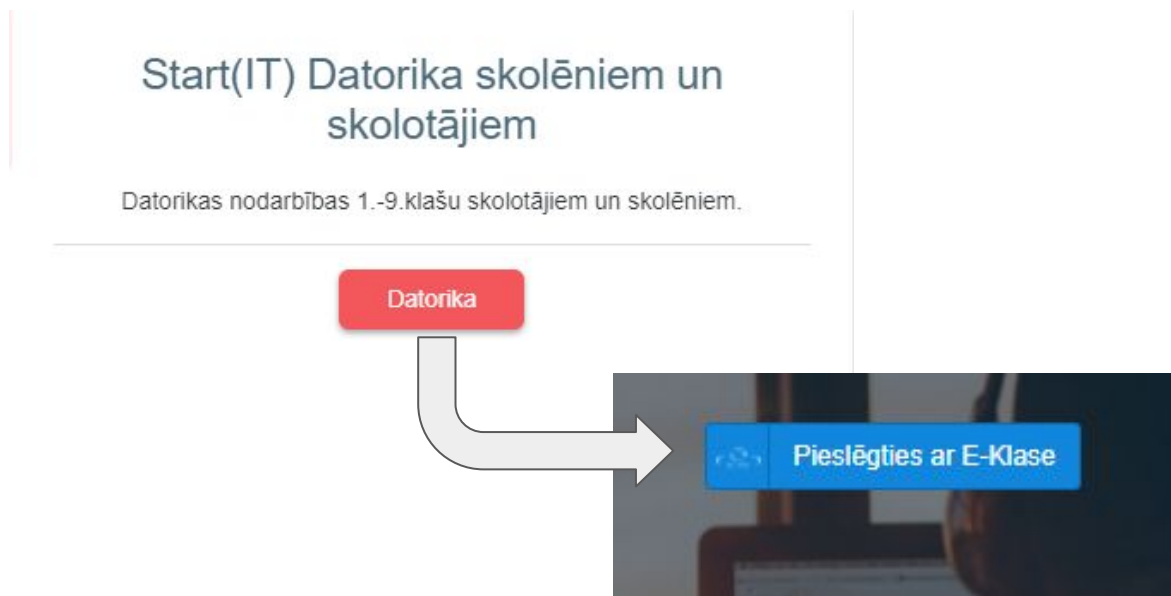 Start(IT) Datorika skolēniem un
skolotājiem
Datorikas nodarbības 1.-9.klašu skolotājiem un skolēniem.
Datorika
Pieslēgties ar E-Klase